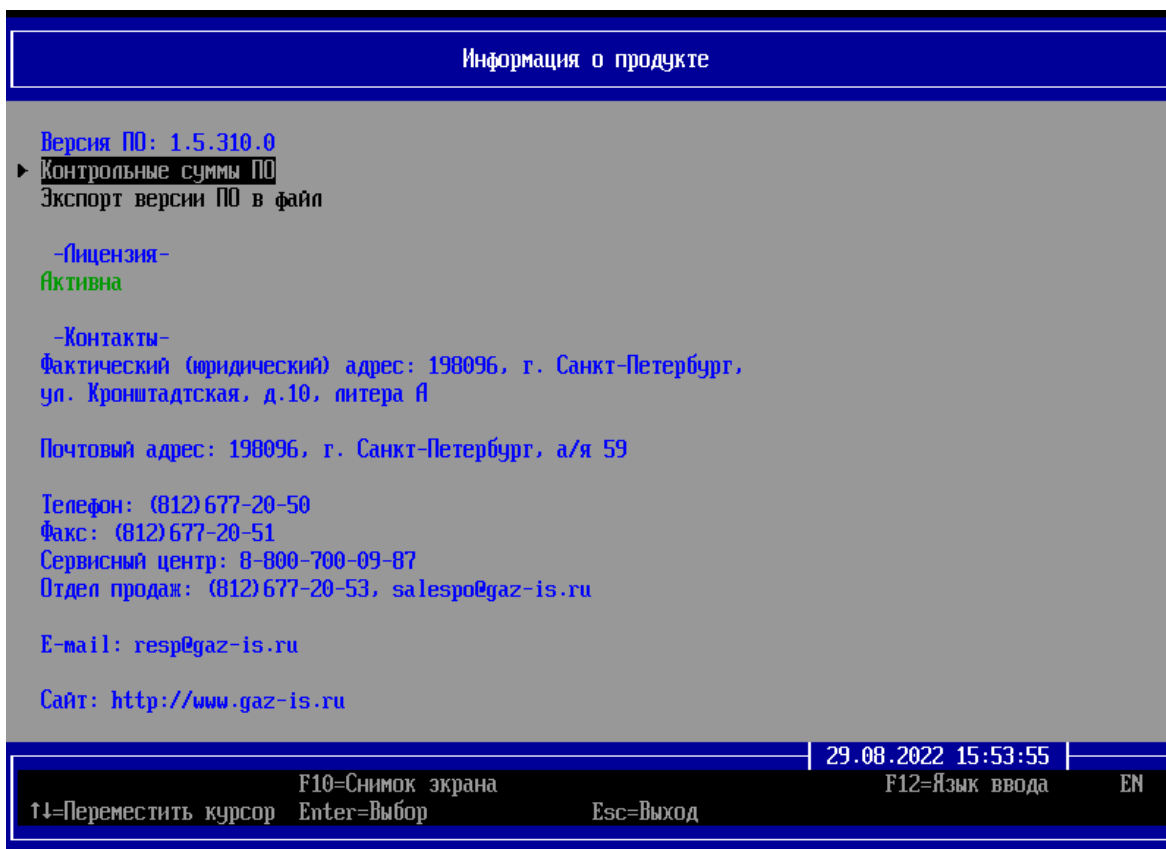 Информация о продукте
Версия ПО: 1.5.310.0
Контрольные суммы ПО
Экспорт версии ПО в файл
-Лицензия-
Активна
-Контакты-
Фактический (юридический) адрес: 198096, г. Санкт-Петербург,
ул. Кронштадтская, д.10, литера А
Почтовый адрес: 198096, г. Санкт-Петербург, а/я 59
Телефон: (812)677-20-50
Факс: (812)677-20-51
Сервисный центр: 8-800-700-09-87
Отдел продаж: (812)677-20-53, salespo@gaz-is.ru
E-mail: resp@gaz-is.ru
Сайт: http://www.gaz-is.ru
29.08.2022 15:53:55
F10=Снимок экрана F12=Язык ввода EN
↑↓=Переместить курсор Enter=Выбор Esc=Выход